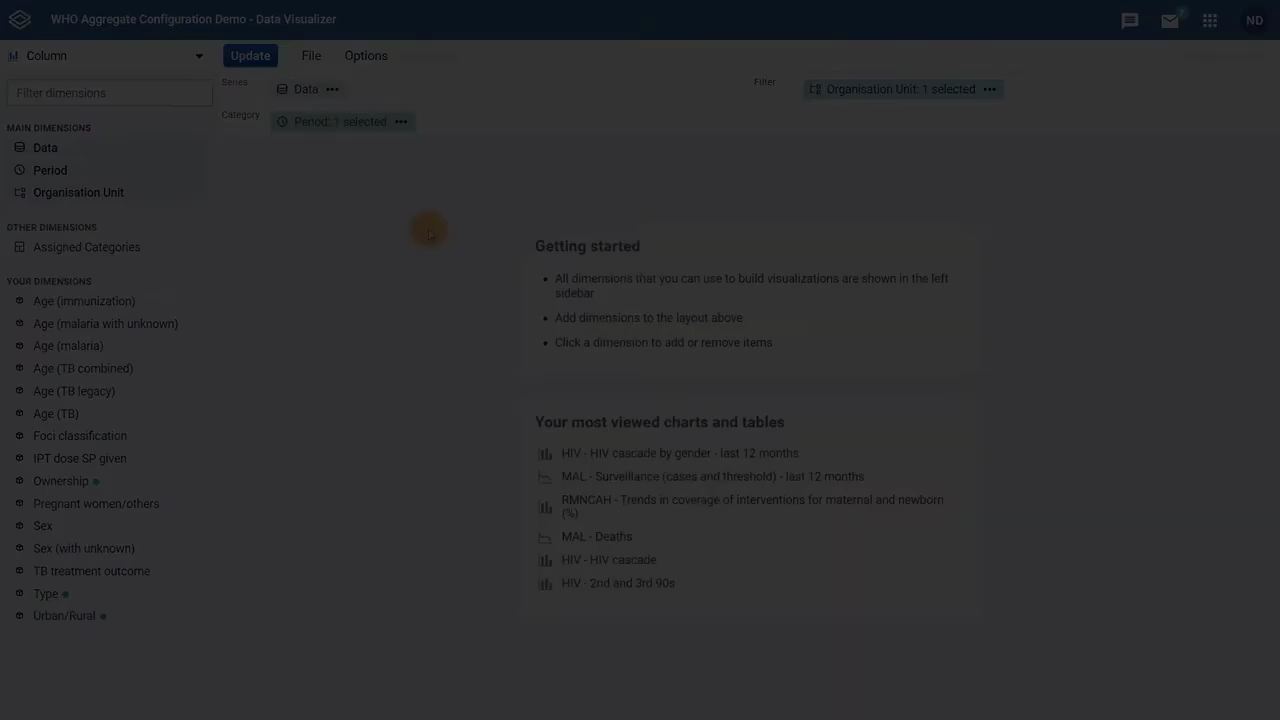 WHO Aggregate Configuration Demo - Data Visualizer
7
ND
Column
Update
File
Options
Filter dimensions
Series
Data
Filter
Organisation Unit: 1 selected
Category
Period: 1 selected
MAIN DIMENSIONS
Data
Period
Organisation Unit
OTHER DIMENSIONS
Assigned Categories
YOUR DIMENSIONS
Age (immunization)
Age (malaria with unknown)
Age (malaria)
Age (TB combined)
Age (TB legacy)
Age (TB)
Foci classification
IPT dose SP given
Ownership
Pregnant women/others
Sex
Sex (with unknown)
TB treatment outcome
Type
Urban/Rural
Getting started
All dimensions that you can use to build visualizations are shown in the left
sidebar
Add dimensions to the layout above
Click a dimension to add or remove items
Your most viewed charts and tables
HIV - HIV cascade by gender - last 12 months
MAL - Surveillance (cases and threshold) - last 12 months
RMNCAH - Trends in coverage of interventions for maternal and newborn
(%)
MAL - Deaths
HIV - HIV cascade
HIV - 2nd and 3rd 90s